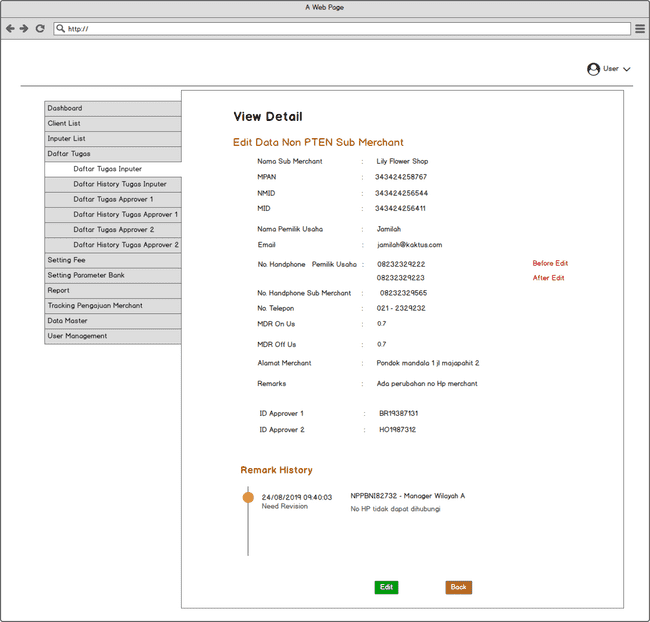 A Web Page
http://
User
Dashboard
Client List
Inputer List
Daftar Tugas
Daftar Tugas Inputer
Daftar History Tugas Inputer
Daftar Tugas Approver 1
Daftar History Tugas Approver 1
Daftar Tugas Approver 2
Daftar History Tugas Approver 2
Setting Fee
Setting Parameter Bank
Report
Tracking Pengajuan Merchant
Data Master
User Management
View Detail
Edit Data Non PTEN Sub Merchant
Nama Sub Merchant : Lily Flower Shop
MPAN : 343424258767
NMID : 343424256544
MID : 343424256411
Nama Pemilik Usaha : Jamilah
Email : jamilah@kaktus.com
No. Handphone Pemilik Usaha : 08232329222 Before Edit
08232329223 After Edit
No. Handphone Sub Merchant : 08232329565
No. Telepon : 021 - 2329232
MDR On Us : 0.7
MDR Off Us : 0.7
Alamat Merchant : Pondok mandala 1 jl majapahit 2
Remarks : Ada perubahan no Hp merchant
ID Approver 1 : BR19387131
ID Approver 2 : HO1987312
Remark History
24/08/2019 09:40:03 NPPBNI82732 - Manager Wilayah A
Need Revision No HP tidak dapat dihubungi
Edit Back